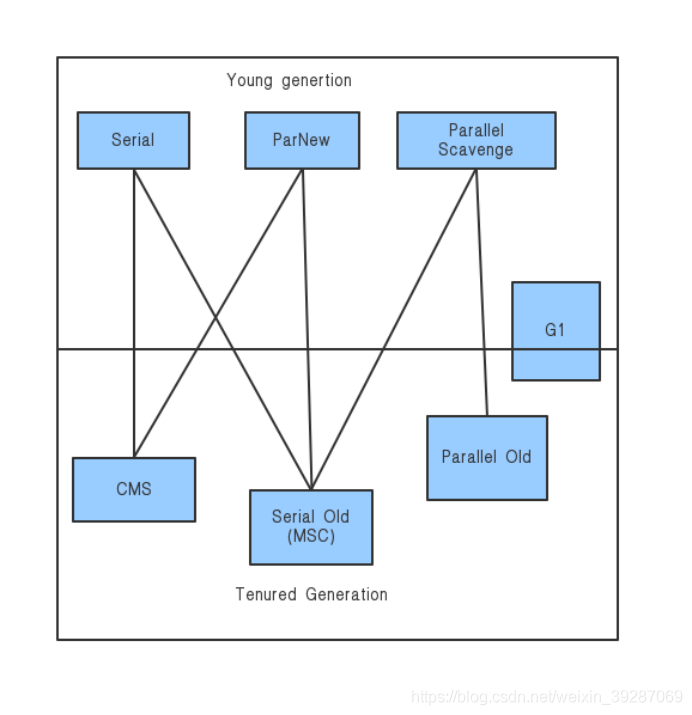 Young genertion
Serial
ParNew
Parallel
Scavenge
G1
CMS
Serial Old
(MSC)
Parallel Old
Tenured Generation
https://blog.csdn.net/weixin_39287069